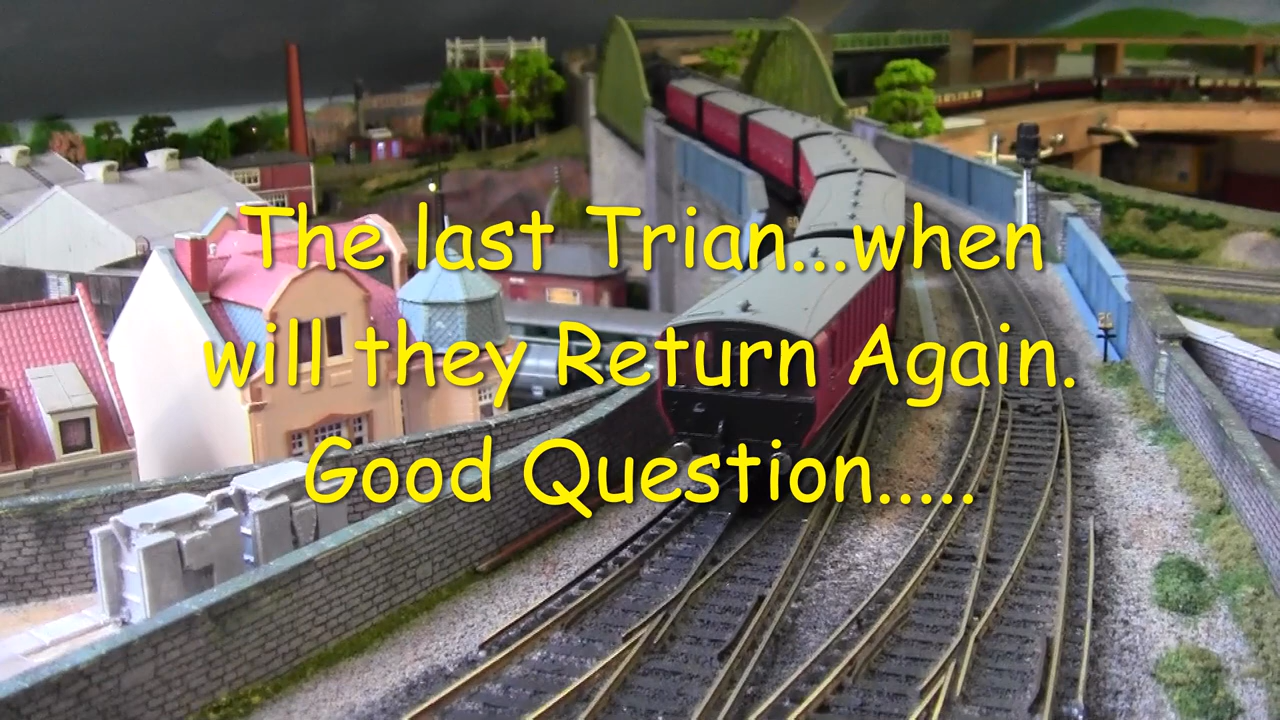 The last Trian...when
will they Return Again.
Good Question.....